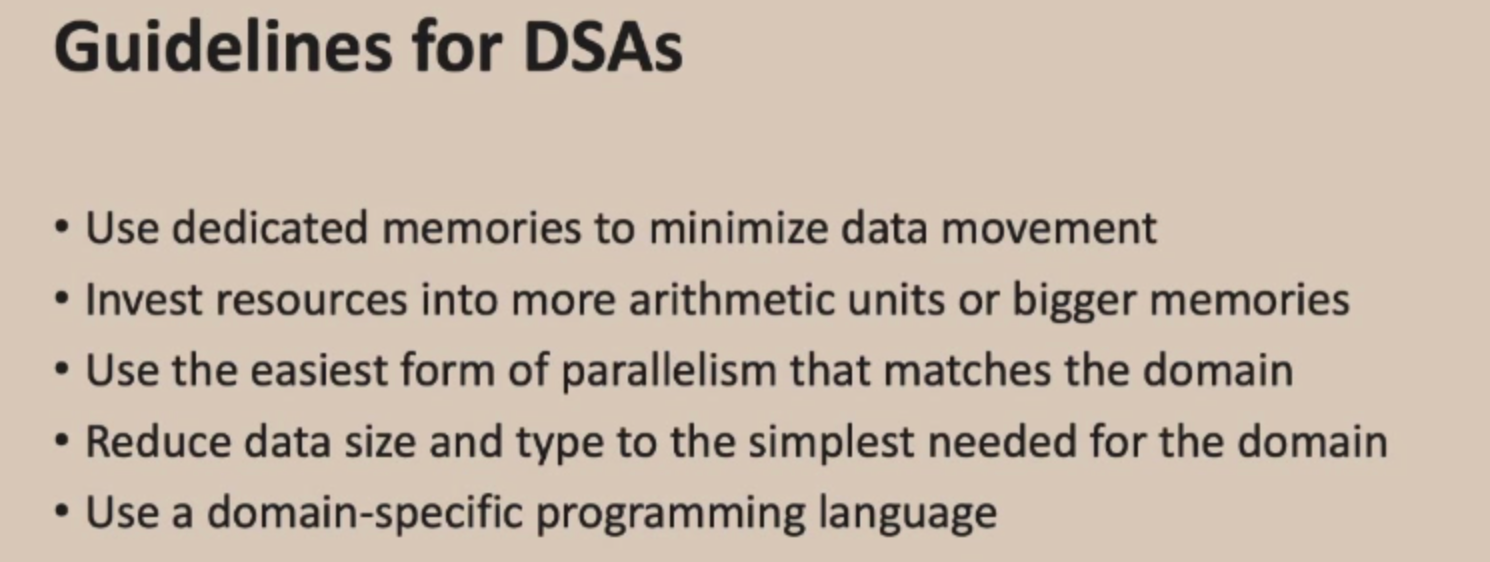 Guidelines for DSAs
• Use dedicated memories to minimize data movement
• Invest resources into more arithmetic units or bigger memories
• Use the easiest form of parallelism that matches the domain
• Reduce data size and type to the simplest needed for the domain
• Use a domain-specific programming language